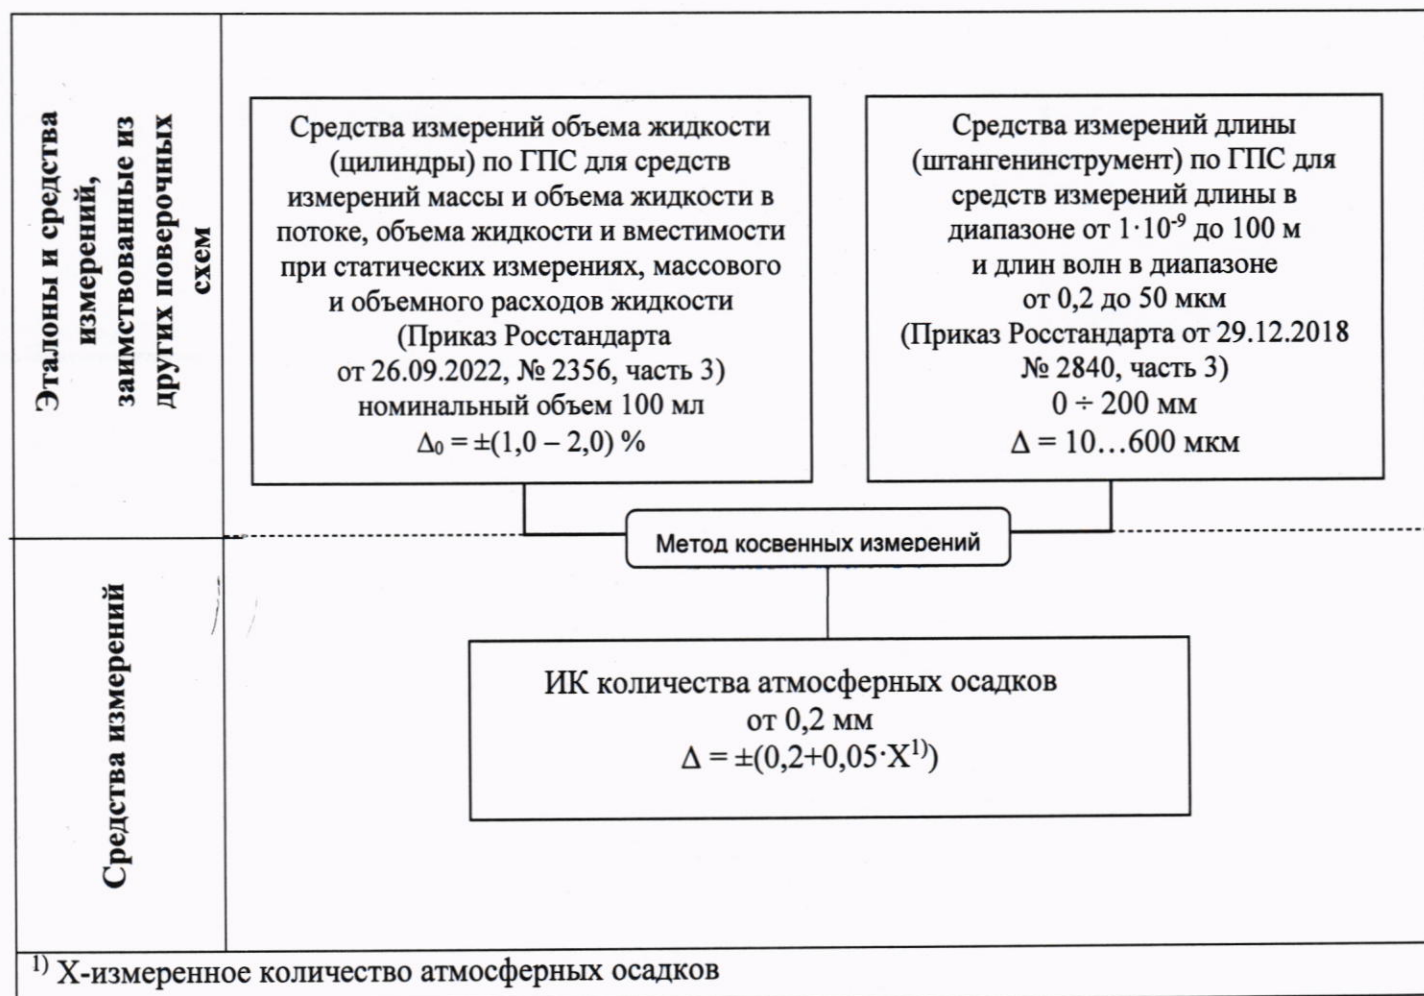 Эталоны и средства
измерений,
заимствованные из
других поверочных
схем
Средства измерений объема жидкости
(цилиндры) по ГПС для средств
измерений массы и объема жидкости в
потоке, объема жидкости и вместимости
при статических измерениях, массового
и объемного расходов жидкости
(Приказ Росстандарта
от 26.09.2022, № 2356, часть 3)
номинальный объем 100 мл
Δ₀ = ±(1,0 – 2,0) %
Средства измерений длины
(штангенинструмент) по ГПС для
средств измерений длины в
диапазоне от 1·10⁻⁹ до 100 м
и длин волн в диапазоне
от 0,2 до 50 мкм
(Приказ Росстандарта от 29.12.2018
№ 2840, часть 3)
0 ÷ 200 мм
Δ = 10…600 мкм
Метод косвенных измерений
Средства измерений
ИК количества атмосферных осадков
от 0,2 мм
Δ = ±(0,2+0,05·X¹⁾)
¹⁾ X-измеренное количество атмосферных осадков